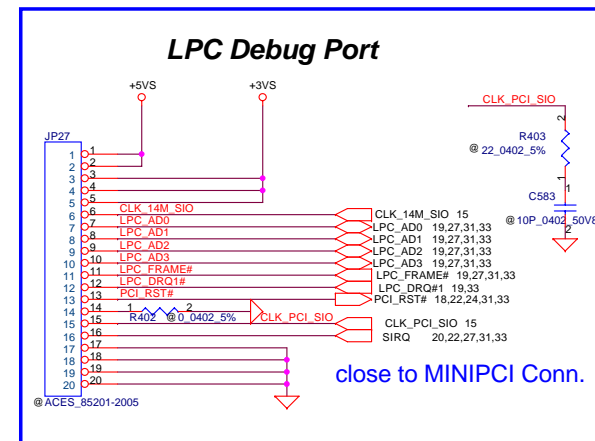 LPC Debug Port
+5VS
+3VS
CLK_PCI_SIO
JP27
2
R403
@ 22_0402_5%
1
1
C583
@10P_0402_50V8
2
1 1
2 2
3 3
4 4
5 5
6 6 CLK_14M_SIO CLK_14M_SIO 15
7 7 LPC_AD0 LPC_AD0 19,27,31,33
8 8 LPC_AD1 LPC_AD1 19,27,31,33
9 9 LPC_AD2 LPC_AD2 19,27,31,33
10 10 LPC_AD3 LPC_AD3 19,27,31,33
11 11 LPC_FRAME# LPC_FRAME# 19,27,31,33
12 12 LPC_DRQ1# LPC_DRQ#1 19,33
13 13 PCI_RST# PCI_RST# 18,22,24,31,33
14 14 1 2
R402 @0_0402_5%
15 15 CLK_PCI_SIO CLK_PCI_SIO 15
16 16 SIRQ 20,22,27,31,33
17 17
18 18
19 19
20 20
close to MINIPCI Conn.
@ACES_85201-2005